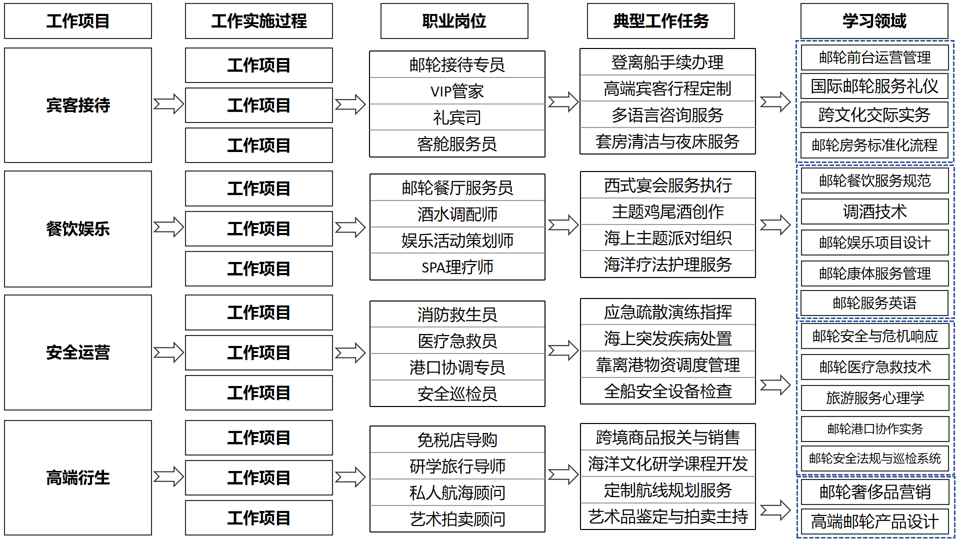 工作项目
工作实施过程
职业岗位
典型工作任务
学习领域
宾客接待
工作项目
工作项目
工作项目
邮轮接待专员
VIP管家
礼宾司
客舱服务员
登离船手续办理
高端宾客行程定制
多语言咨询服务
套房清洁与夜床服务
邮轮前台运营管理
国际邮轮服务礼仪
跨文化交际实务
邮轮房务标准化流程
餐饮娱乐
工作项目
工作项目
工作项目
邮轮餐厅服务员
酒水调配师
娱乐活动策划师
SPA理疗师
西式宴会服务执行
主题鸡尾酒创作
海上主题派对组织
海洋疗法护理服务
邮轮餐饮服务规范
调酒技术
邮轮娱乐项目设计
邮轮康体服务管理
邮轮服务英语
安全运营
工作项目
工作项目
工作项目
消防救生员
医疗急救员
港口协调专员
安全巡检员
应急疏散演练指挥
海上突发疾病处置
靠离港物资调度管理
全船安全设备检查
邮轮安全与危机响应
邮轮医疗急救技术
旅游服务心理学
邮轮港口协作实务
邮轮安全法规与巡检系统
高端衍生
工作项目
工作项目
工作项目
免税店导购
研学旅行导师
私人航海顾问
艺术拍卖顾问
跨境商品报关与销售
海洋文化研学课程开发
定制航线规划服务
艺术品鉴定与拍卖主持
邮轮奢侈品营销
高端邮轮产品设计